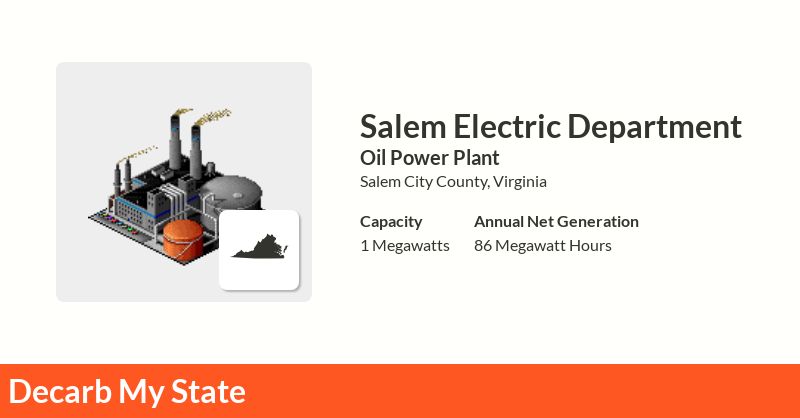 Salem Electric Department
Oil Power Plant
Salem City County, Virginia
Capacity
Annual Net Generation
1 Megawatts
86 Megawatt Hours
Decarb My State